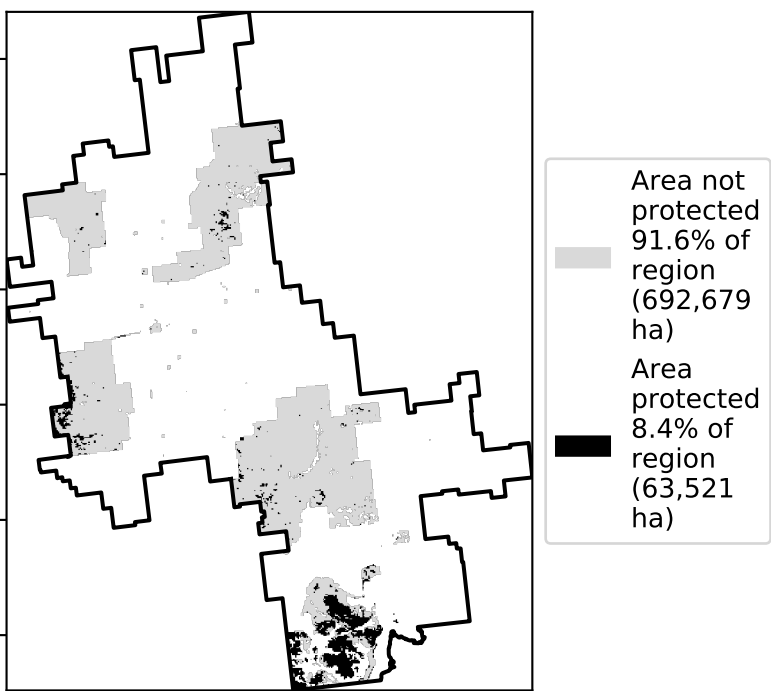 Area not
protected
91.6% of
region
(692,679
ha)
Area
protected
8.4% of
region
(63,521
ha)